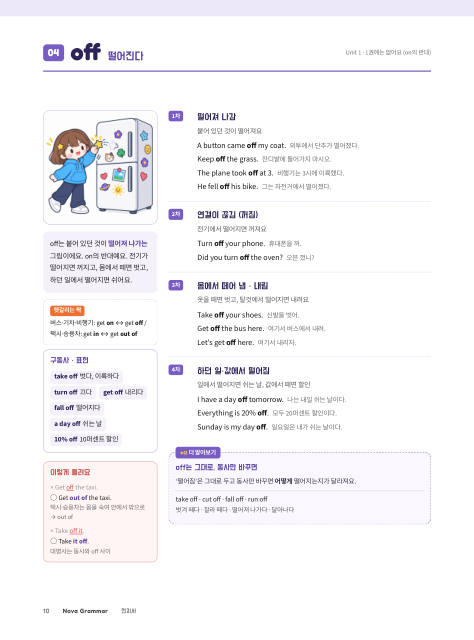 04 off 떨어진다
Unit 1 · 1권에는 없어요 (on의 반대)
off는 붙어 있던 것이 떨어져 나가는
그림이에요. on의 반대예요. 전기가
떨어지면 꺼지고, 몸에서 떼면 벗고,
하던 일에서 떨어지면 쉬어요.
헷갈리는 짝
버스·기차·비행기: get on ↔ get off /
택시·승용차: get in ↔ get out of
구동사 · 표현
take off 벗다, 이륙하다
turn off 끄다
get off 내리다
fall off 떨어지다
a day off 쉬는 날
10% off 10퍼센트 할인
이렇게 틀려요
× Get off the taxi.
○ Get out of the taxi.
택시·승용차는 몸을 숙여 안에서 밖으로
→ out of
× Take off it.
○ Take it off.
대명사는 동사와 off 사이
1차 떨어져 나감
붙어 있던 것이 떨어져요
A button came off my coat. 외투에서 단추가 떨어졌다.
Keep off the grass. 잔디밭에 들어가지 마시오.
The plane took off at 3. 비행기는 3시에 이륙했다.
He fell off his bike. 그는 자전거에서 떨어졌다.
2차 연결이 끊김 (꺼짐)
전기에서 떨어지면 꺼져요
Turn off your phone. 휴대폰을 꺼.
Did you turn off the oven? 오븐 껐니?
3차 몸에서 떼어 냄 · 내림
옷을 떼면 벗고, 탈것에서 떨어지면 내려요
Take off your shoes. 신발을 벗어.
Get off the bus here. 여기서 버스에서 내려.
Let's get off here. 여기서 내리자.
4차 하던 일·값에서 떨어짐
일에서 떨어지면 쉬는 날, 값에서 떼면 할인
I have a day off tomorrow. 나는 내일 쉬는 날이다.
Everything is 20% off. 모두 20퍼센트 할인이다.
Sunday is my day off. 일요일은 내가 쉬는 날이다.
더 알아보기
off는 그대로, 동사만 바꾸면
'떨어짐'은 그대로 두고 동사만 바꾸면 어떻게 떨어지는지가 달라져요.
take off · cut off · fall off · run off
벗겨 떼다 · 잘라 떼다 · 떨어져 나가다 · 달아나다
10 Nova Grammar 전치사